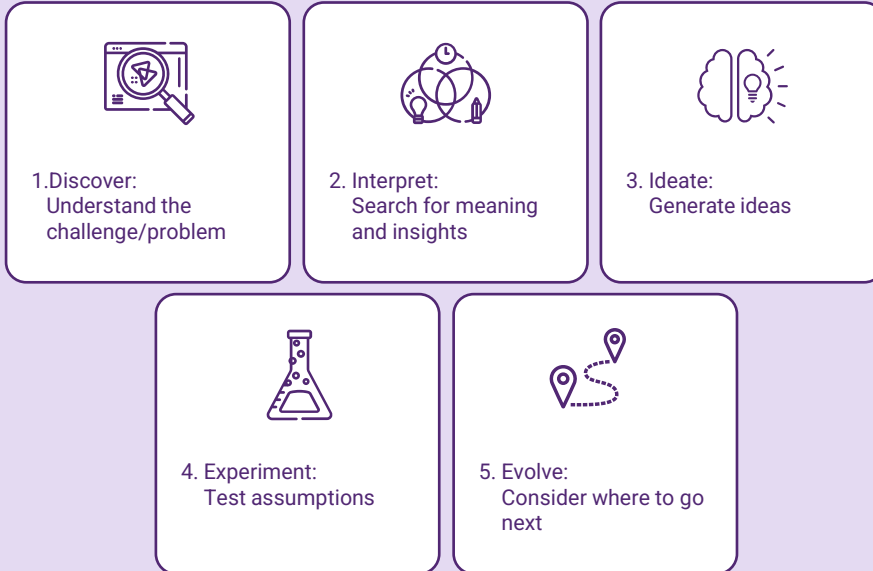 1.Discover:
Understand the
challenge/problem
2. Interpret:
Search for meaning
and insights
3. Ideate:
Generate ideas
4. Experiment:
Test assumptions
5. Evolve:
Consider where to go
next